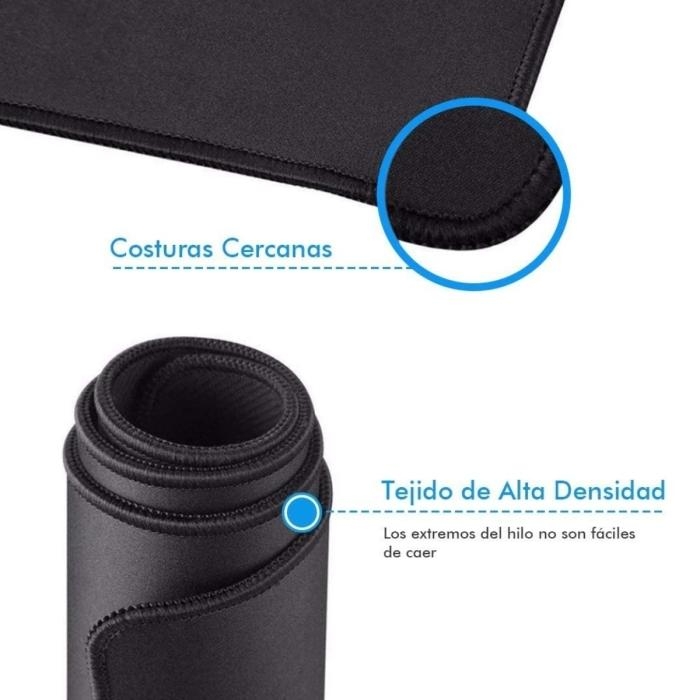 Costuras Cercanas
Tejido de Alta Densidad
Los extremos del hilo no son fáciles
de caer